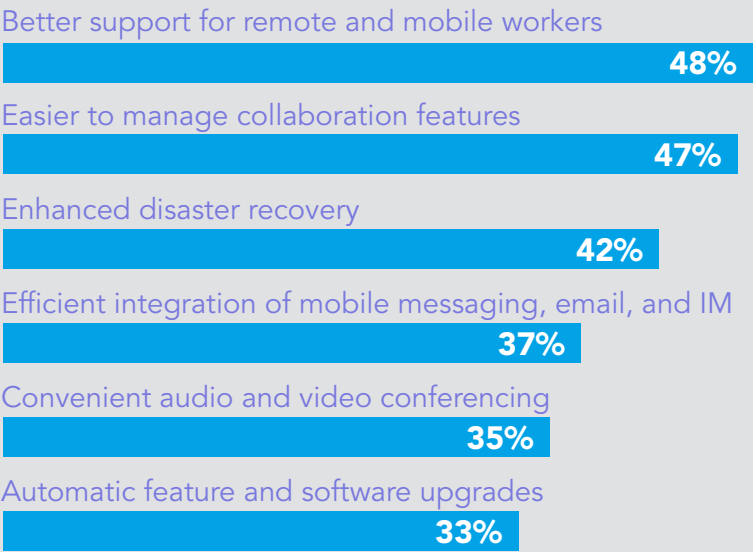 Better support for remote and mobile workers
48%
Easier to manage collaboration features
47%
Enhanced disaster recovery
42%
Efficient integration of mobile messaging, email, and IM
37%
Convenient audio and video conferencing
35%
Automatic feature and software upgrades
33%